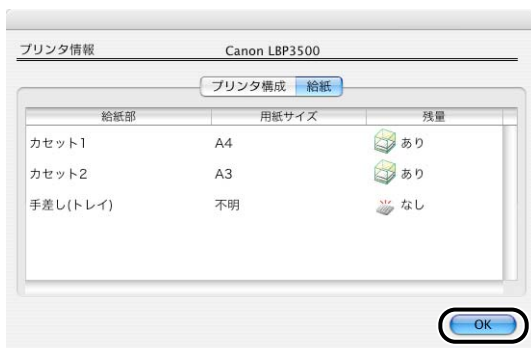 プリンタ情報 Canon LBP3500
プリンタ構成 給紙
給紙部 用紙サイズ 残量
カセット1 A4 あり
カセット2 A3 あり
手差し(トレイ) 不明 なし
OK